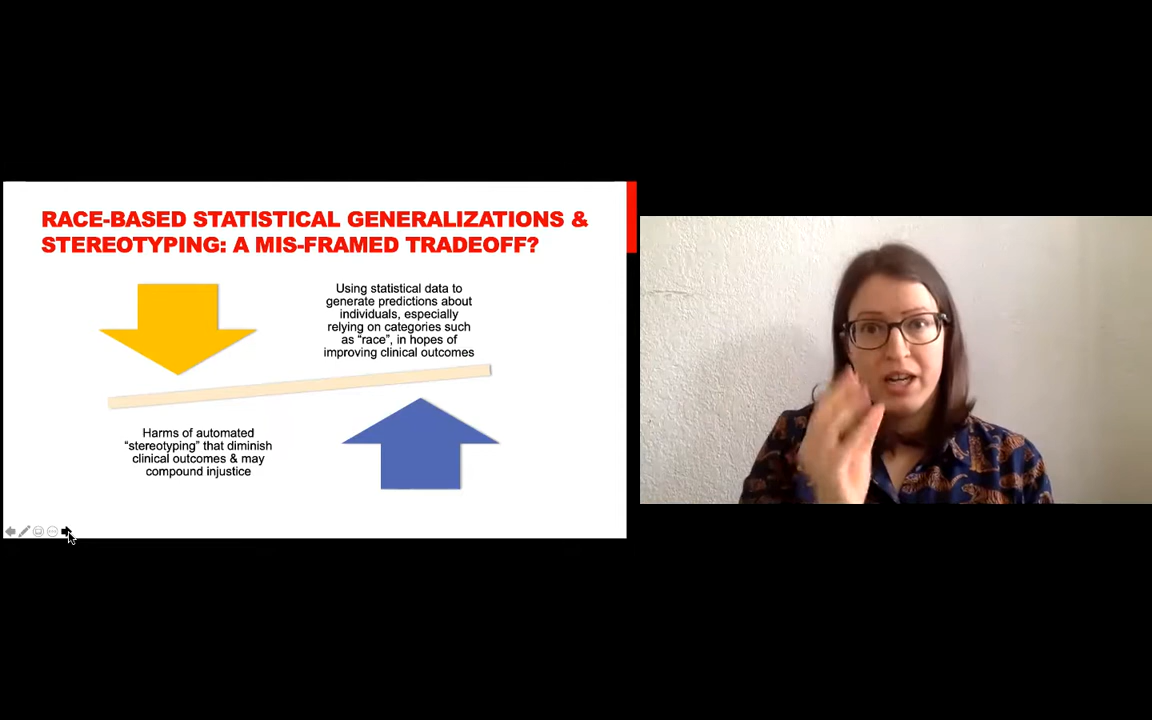 RACE-BASED STATISTICAL GENERALIZATIONS &
STEREOTYPING: A MIS-FRAMED TRADEOFF?
Using statistical data to
generate predictions about
individuals, especially
relying on categories such
as “race”, in hopes of
improving clinical outcomes
Harms of automated
“stereotyping” that diminish
clinical outcomes & may
compound injustice